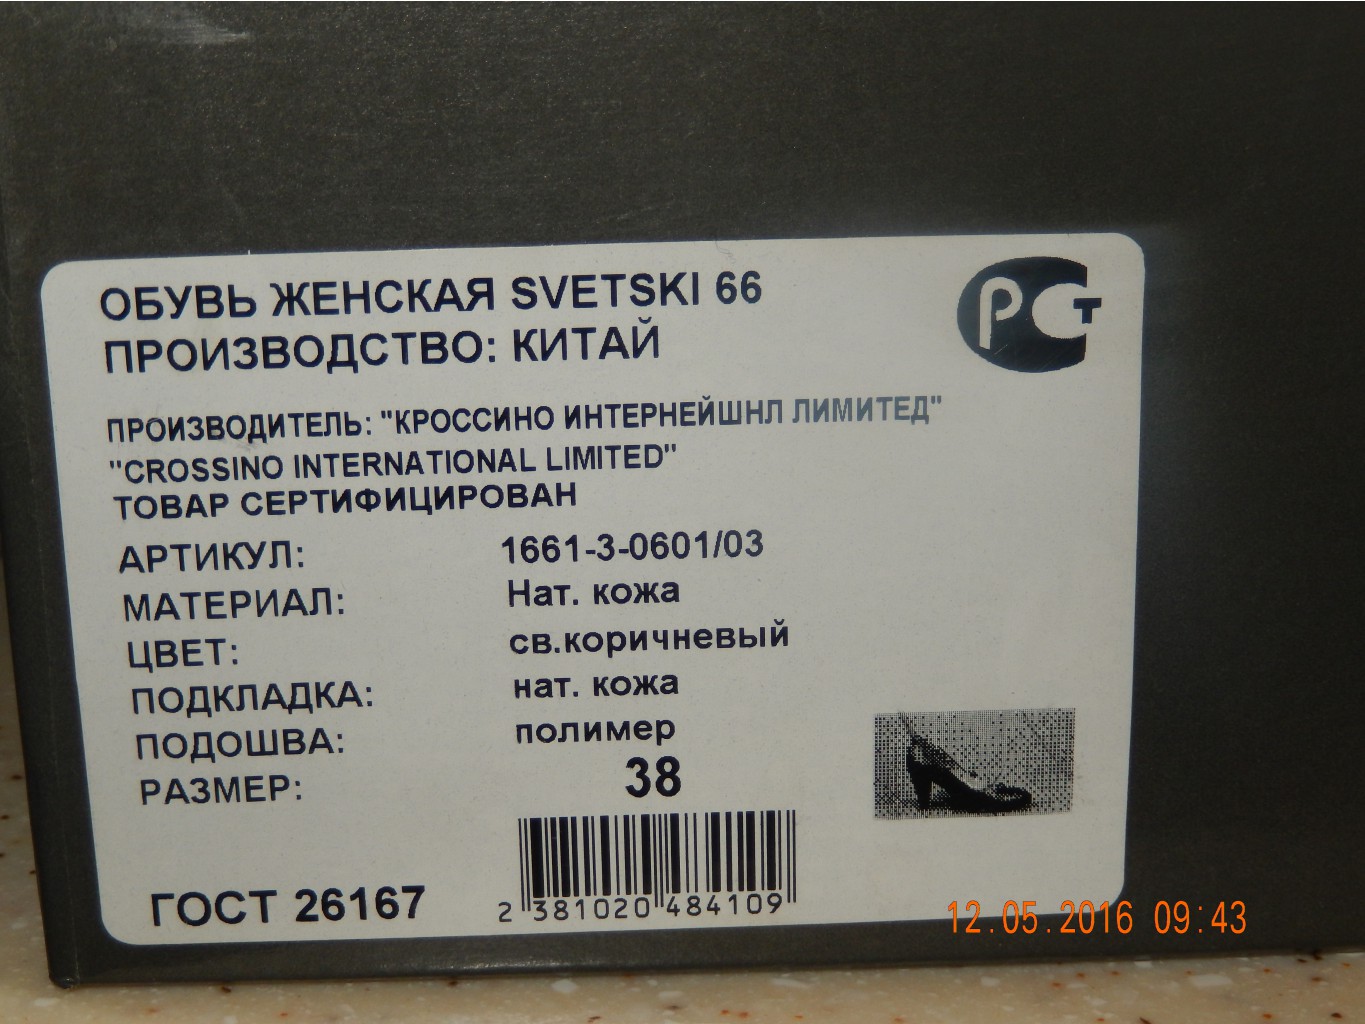 ОБУВЬ ЖЕНСКАЯ SVETSKI 66
ПРОИЗВОДСТВО: КИТАЙ
РСТ
ПРОИЗВОДИТЕЛЬ: "КРОССИНО ИНТЕРНЕЙШНЛ ЛИМИТЕД"
"CROSSINO INTERNATIONAL LIMITED"
ТОВАР СЕРТИФИЦИРОВАН
АРТИКУЛ: 1661-3-0601/03
МАТЕРИАЛ: Нат. кожа
ЦВЕТ: св.коричневый
ПОДКЛАДКА: нат. кожа
ПОДОШВА: полимер
РАЗМЕР: 38
ГОСТ 26167
2 381020 484109
12.05.2016 09:43